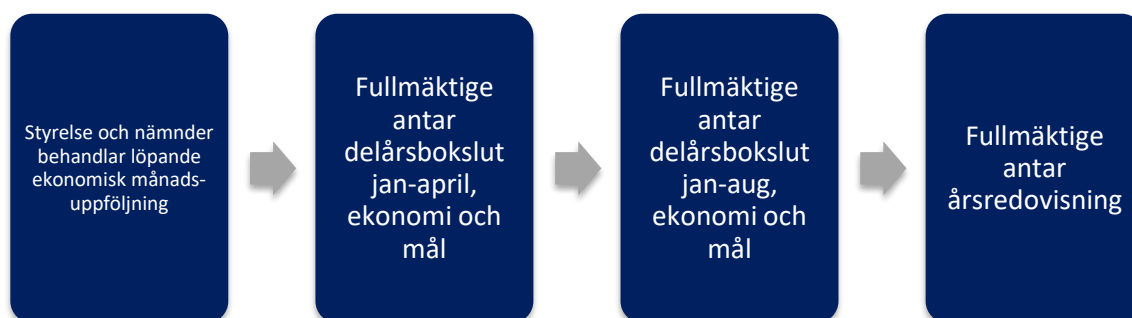 Styrelse och nämnder
behandlar löpande
ekonomisk månads-
uppföljning
Fullmäktige
antar
delårsbokslut
jan-april,
ekonomi och
mål
Fullmäktige
antar
delårsbokslut
jan-aug,
ekonomi och
mål
Fullmäktige
antar
årsredovisning